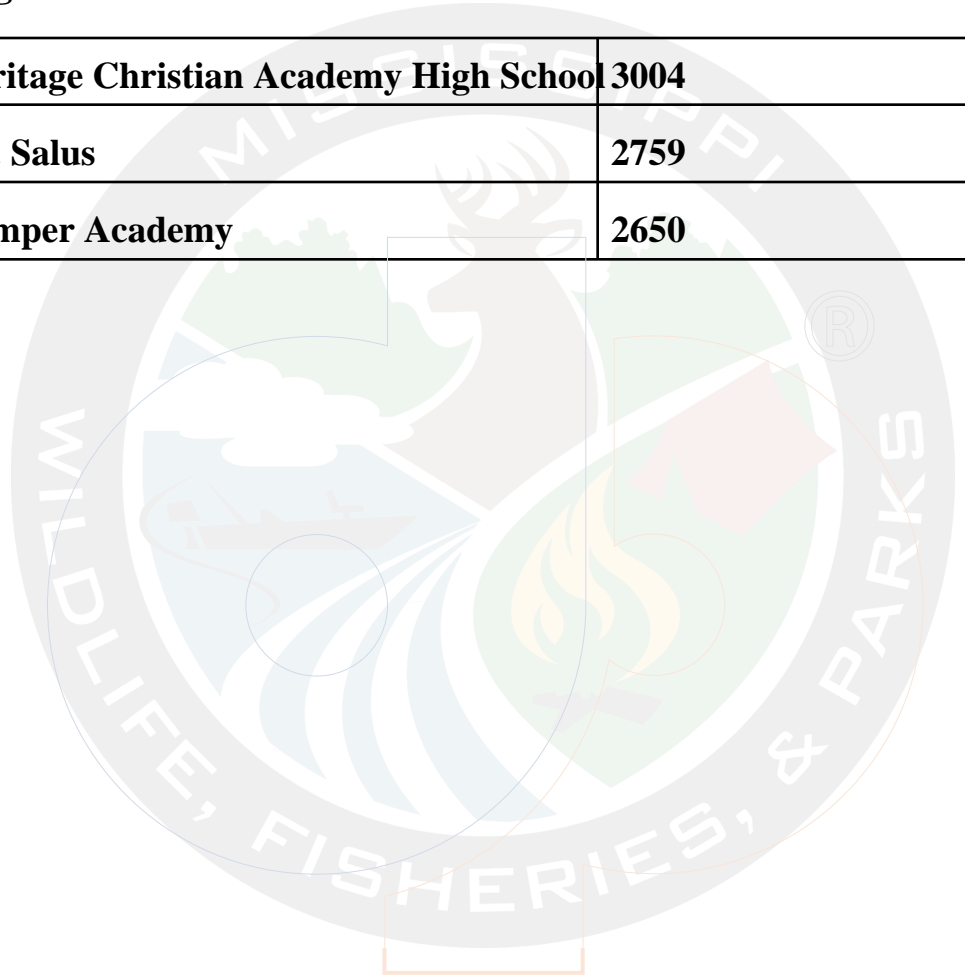 ritage Christian Academy High School 3004
. Salus 2759
mper Academy 2650
MISSISSIPPI
®
WILDLIFE, FISHERIES, & PARKS